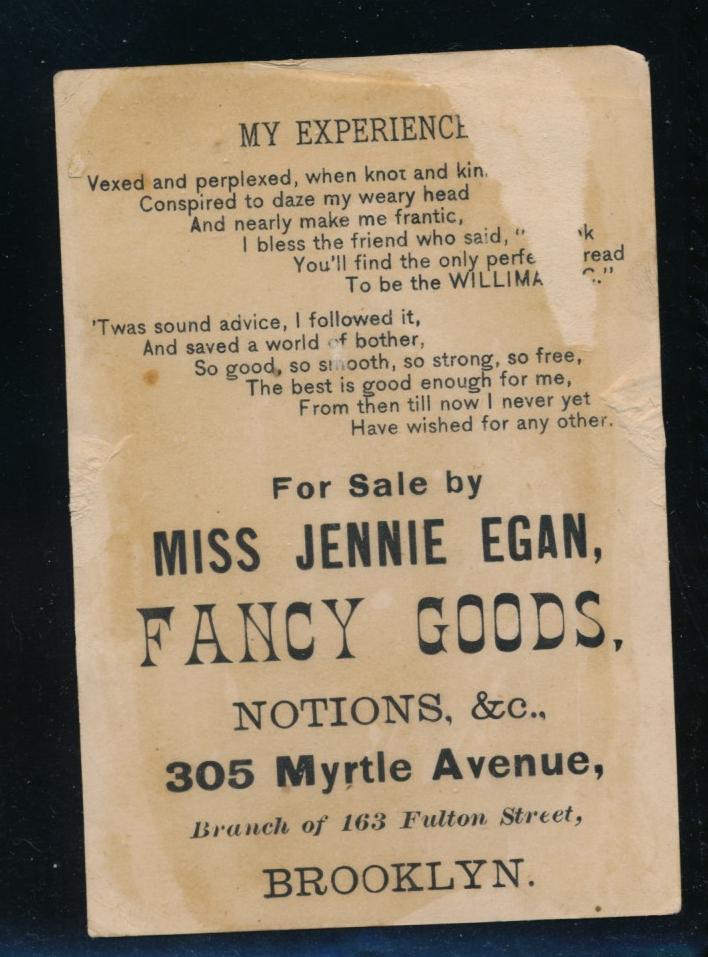 MY EXPERIENCE
Vexed and perplexed, when knot and
Conspired to daze my weary head
And nearly make me frantic,
I bless the friend who said, "
You'll find the only
To be the
'Twas sound advice, I followed it,
And saved a world of bother,
So good, so smooth, so strong, so free,
The best is good enough for me,
From then till now I never yet
Have wished for any other.
For Sale by
MISS JENNIE EGAN,
FANCY GOODS,
NOTIONS, &c.,
305 Myrtle Avenue,
Branch of 163 Fulton Street,
BROOKLYN.